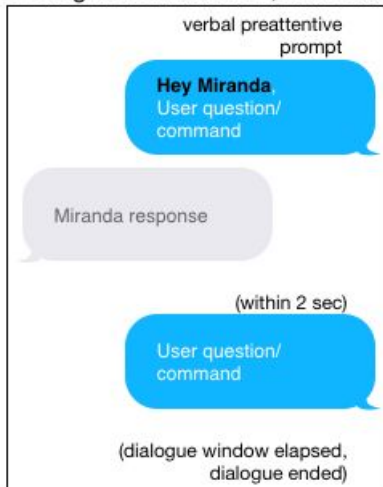 verbal preattentive
prompt
Hey Miranda,
User question/
command
Miranda response
(within 2 sec)
User question/
command
(dialogue window elapsed,
dialogue ended)